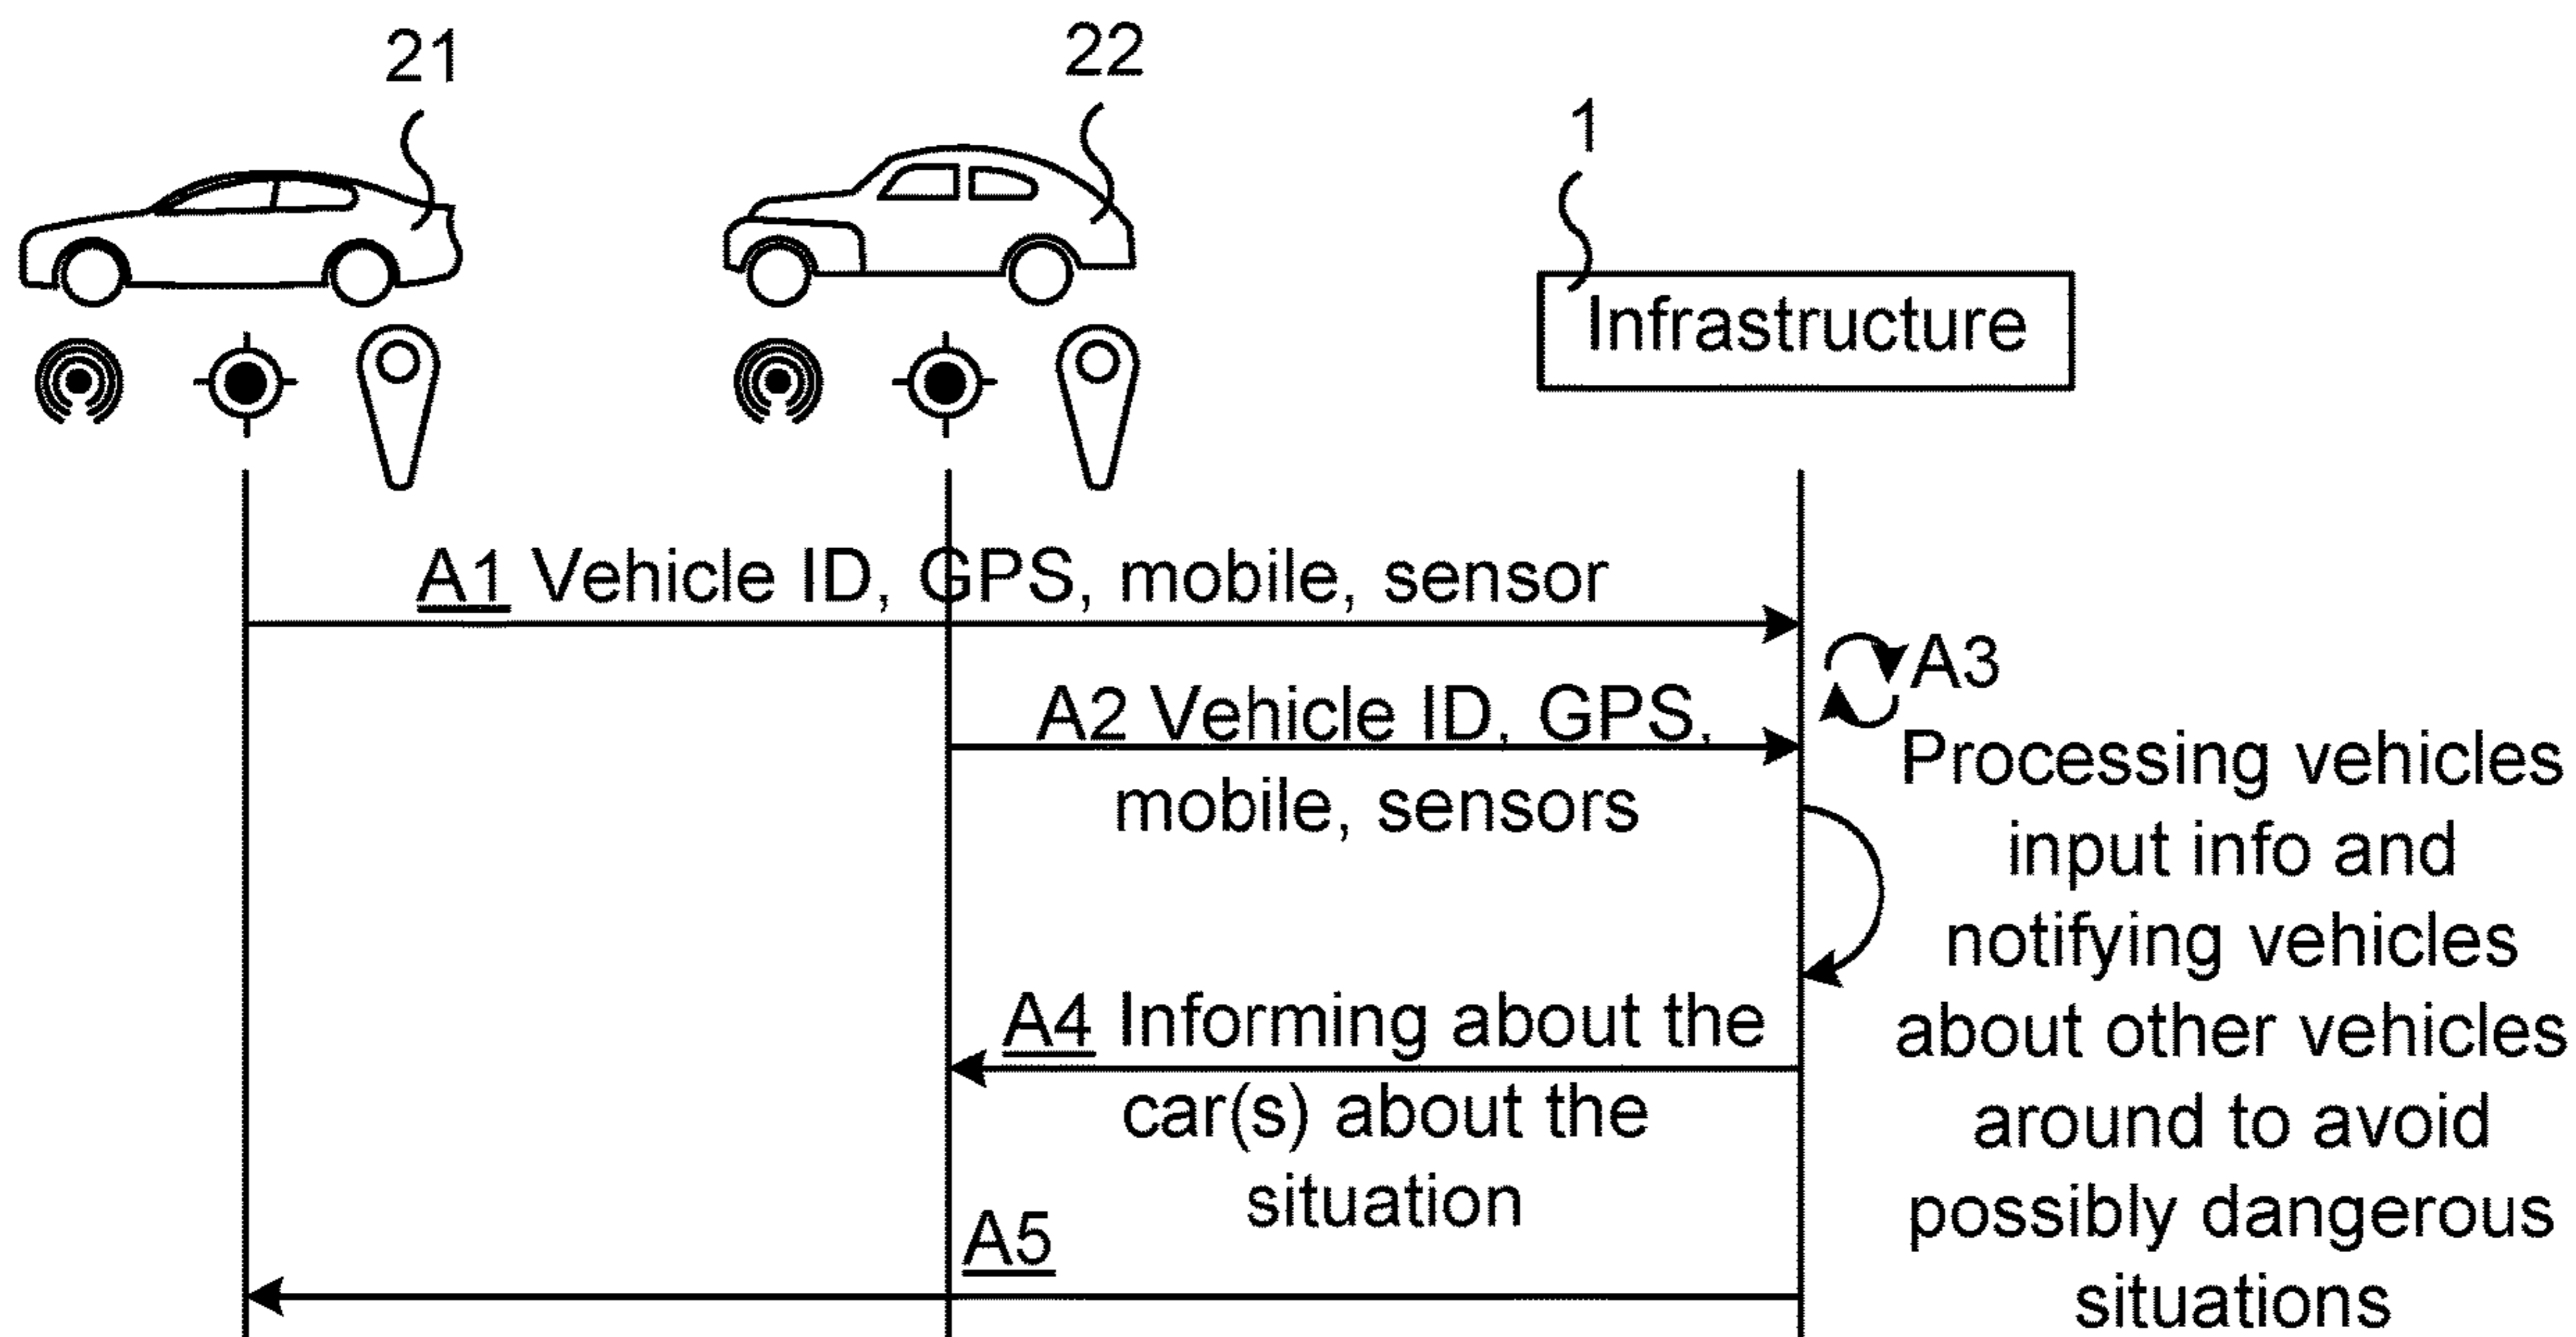 21
22
1
Infrastructure
A1 Vehicle ID, GPS, mobile, sensor
A3
A2 Vehicle ID, GPS,
mobile, sensors
Processing vehicles
input info and
notifying vehicles
about other vehicles
around to avoid
possibly dangerous
situations
A4 Informing about the
car(s) about the
situation
A5